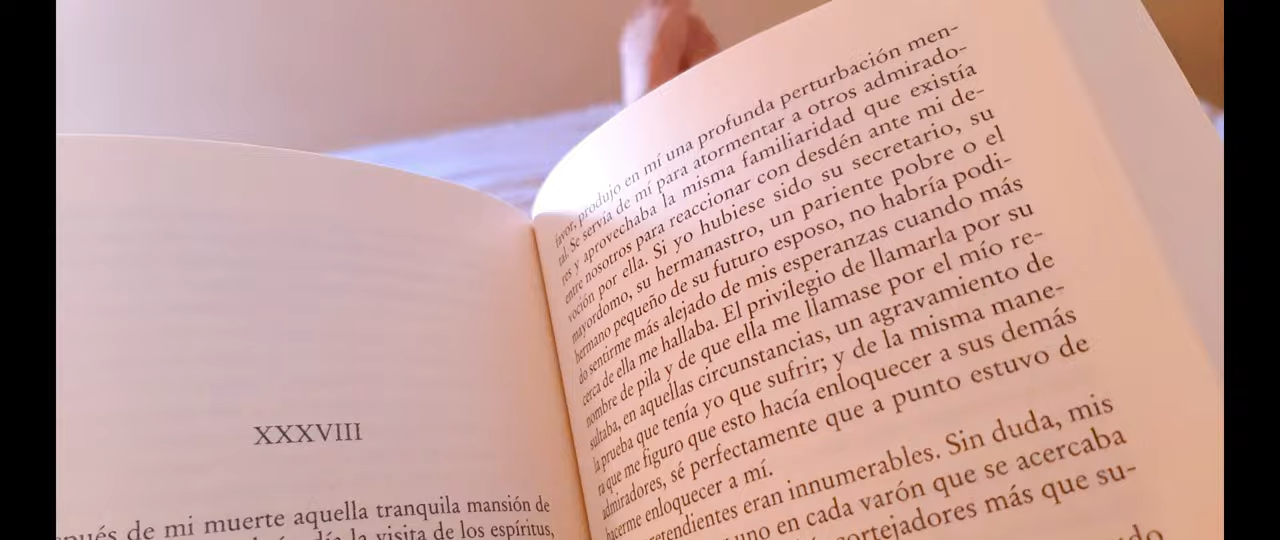 XXXVIII
pués de mi muerte aquella tranquila mansión de
día la visita de los espíritus,
favor, produjo en mí una profunda perturbación men-
tal. Se servía de mí para atormentar a otros admirado-
res y aprovechaba la misma familiaridad que existía
entre nosotros para reaccionar con desdén ante mi de-
voción por ella. Si yo hubiese sido su secretario, su
mayordomo, su hermanastro, un pariente pobre o el
hermano pequeño de su futuro esposo, no habría podi-
do sentirme más alejado de mis esperanzas cuando más
cerca de ella me hallaba. El privilegio de llamarla por su
nombre de pila y de que ella me llamase por el mío re-
sultaba, en aquellas circunstancias, un agravamiento de
la prueba que tenía yo que sufrir; y de la misma mane-
ra que me figuro que esto hacía enloquecer a sus demás
admiradores, sé perfectamente que a punto estuvo de
hacerme enloquecer a mí.
retendientes eran innumerables. Sin duda, mis
uno en cada varón que se acercaba
cortejadores más que su-